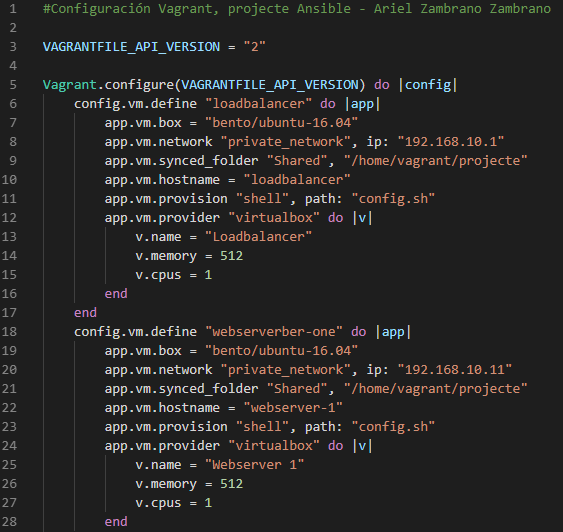 1 #Configuración Vagrant, projecte Ansible - Ariel Zambrano Zambrano
2
3 VAGRANTFILE_API_VERSION = "2"
4
5 Vagrant.configure(VAGRANTFILE_API_VERSION) do |config|
6     config.vm.define "loadbalancer" do |app|
7         app.vm.box = "bento/ubuntu-16.04"
8         app.vm.network "private_network", ip: "192.168.10.1"
9         app.vm.synced_folder "Shared", "/home/vagrant/projecte"
10         app.vm.hostname = "loadbalancer"
11         app.vm.provision "shell", path: "config.sh"
12         app.vm.provider "virtualbox" do |v|
13             v.name = "Loadbalancer"
14             v.memory = 512
15             v.cpus = 1
16         end
17     end
18     config.vm.define "webserverber-one" do |app|
19         app.vm.box = "bento/ubuntu-16.04"
20         app.vm.network "private_network", ip: "192.168.10.11"
21         app.vm.synced_folder "Shared", "/home/vagrant/projecte"
22         app.vm.hostname = "webserver-1"
23         app.vm.provision "shell", path: "config.sh"
24         app.vm.provider "virtualbox" do |v|
25             v.name = "Webserver 1"
26             v.memory = 512
27             v.cpus = 1
28         end